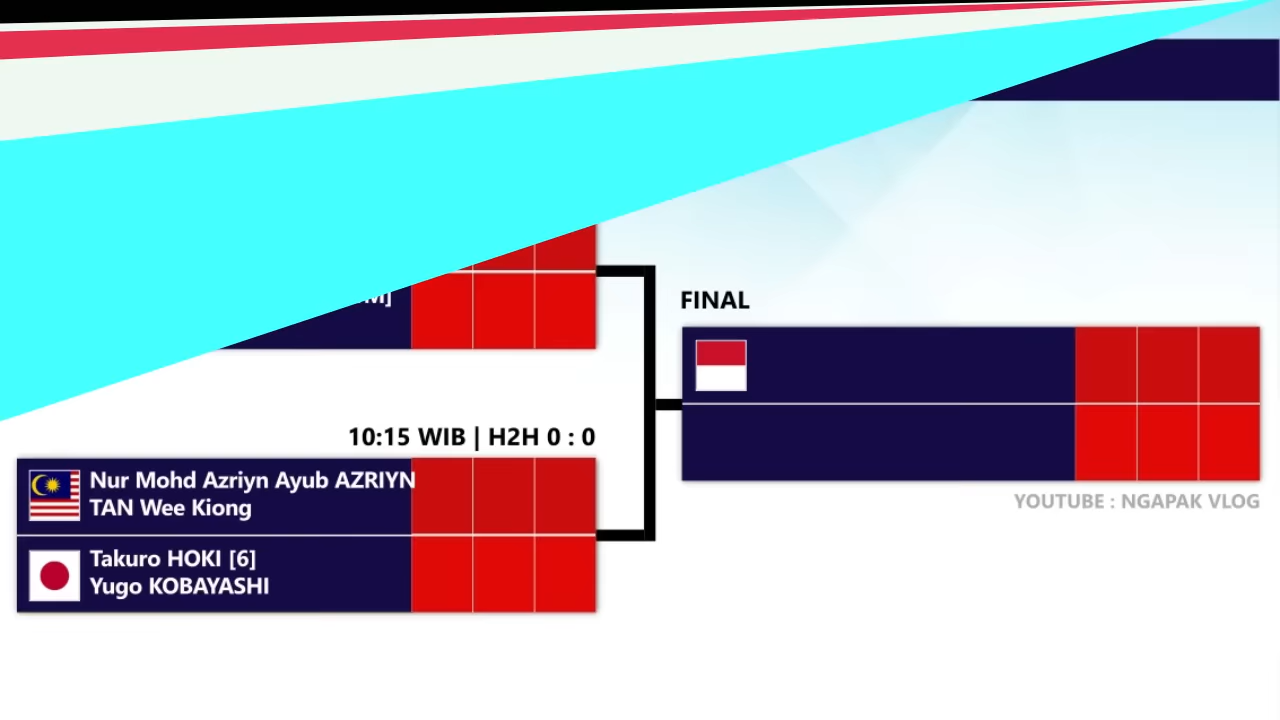 FINAL
10:15 WIB | H2H 0 : 0
Nur Mohd Azriyn Ayub AZRIYN
TAN Wee Kiong
Takuro HOKI [6]
Yugo KOBAYASHI
YOUTUBE : NGAPAK VLOG